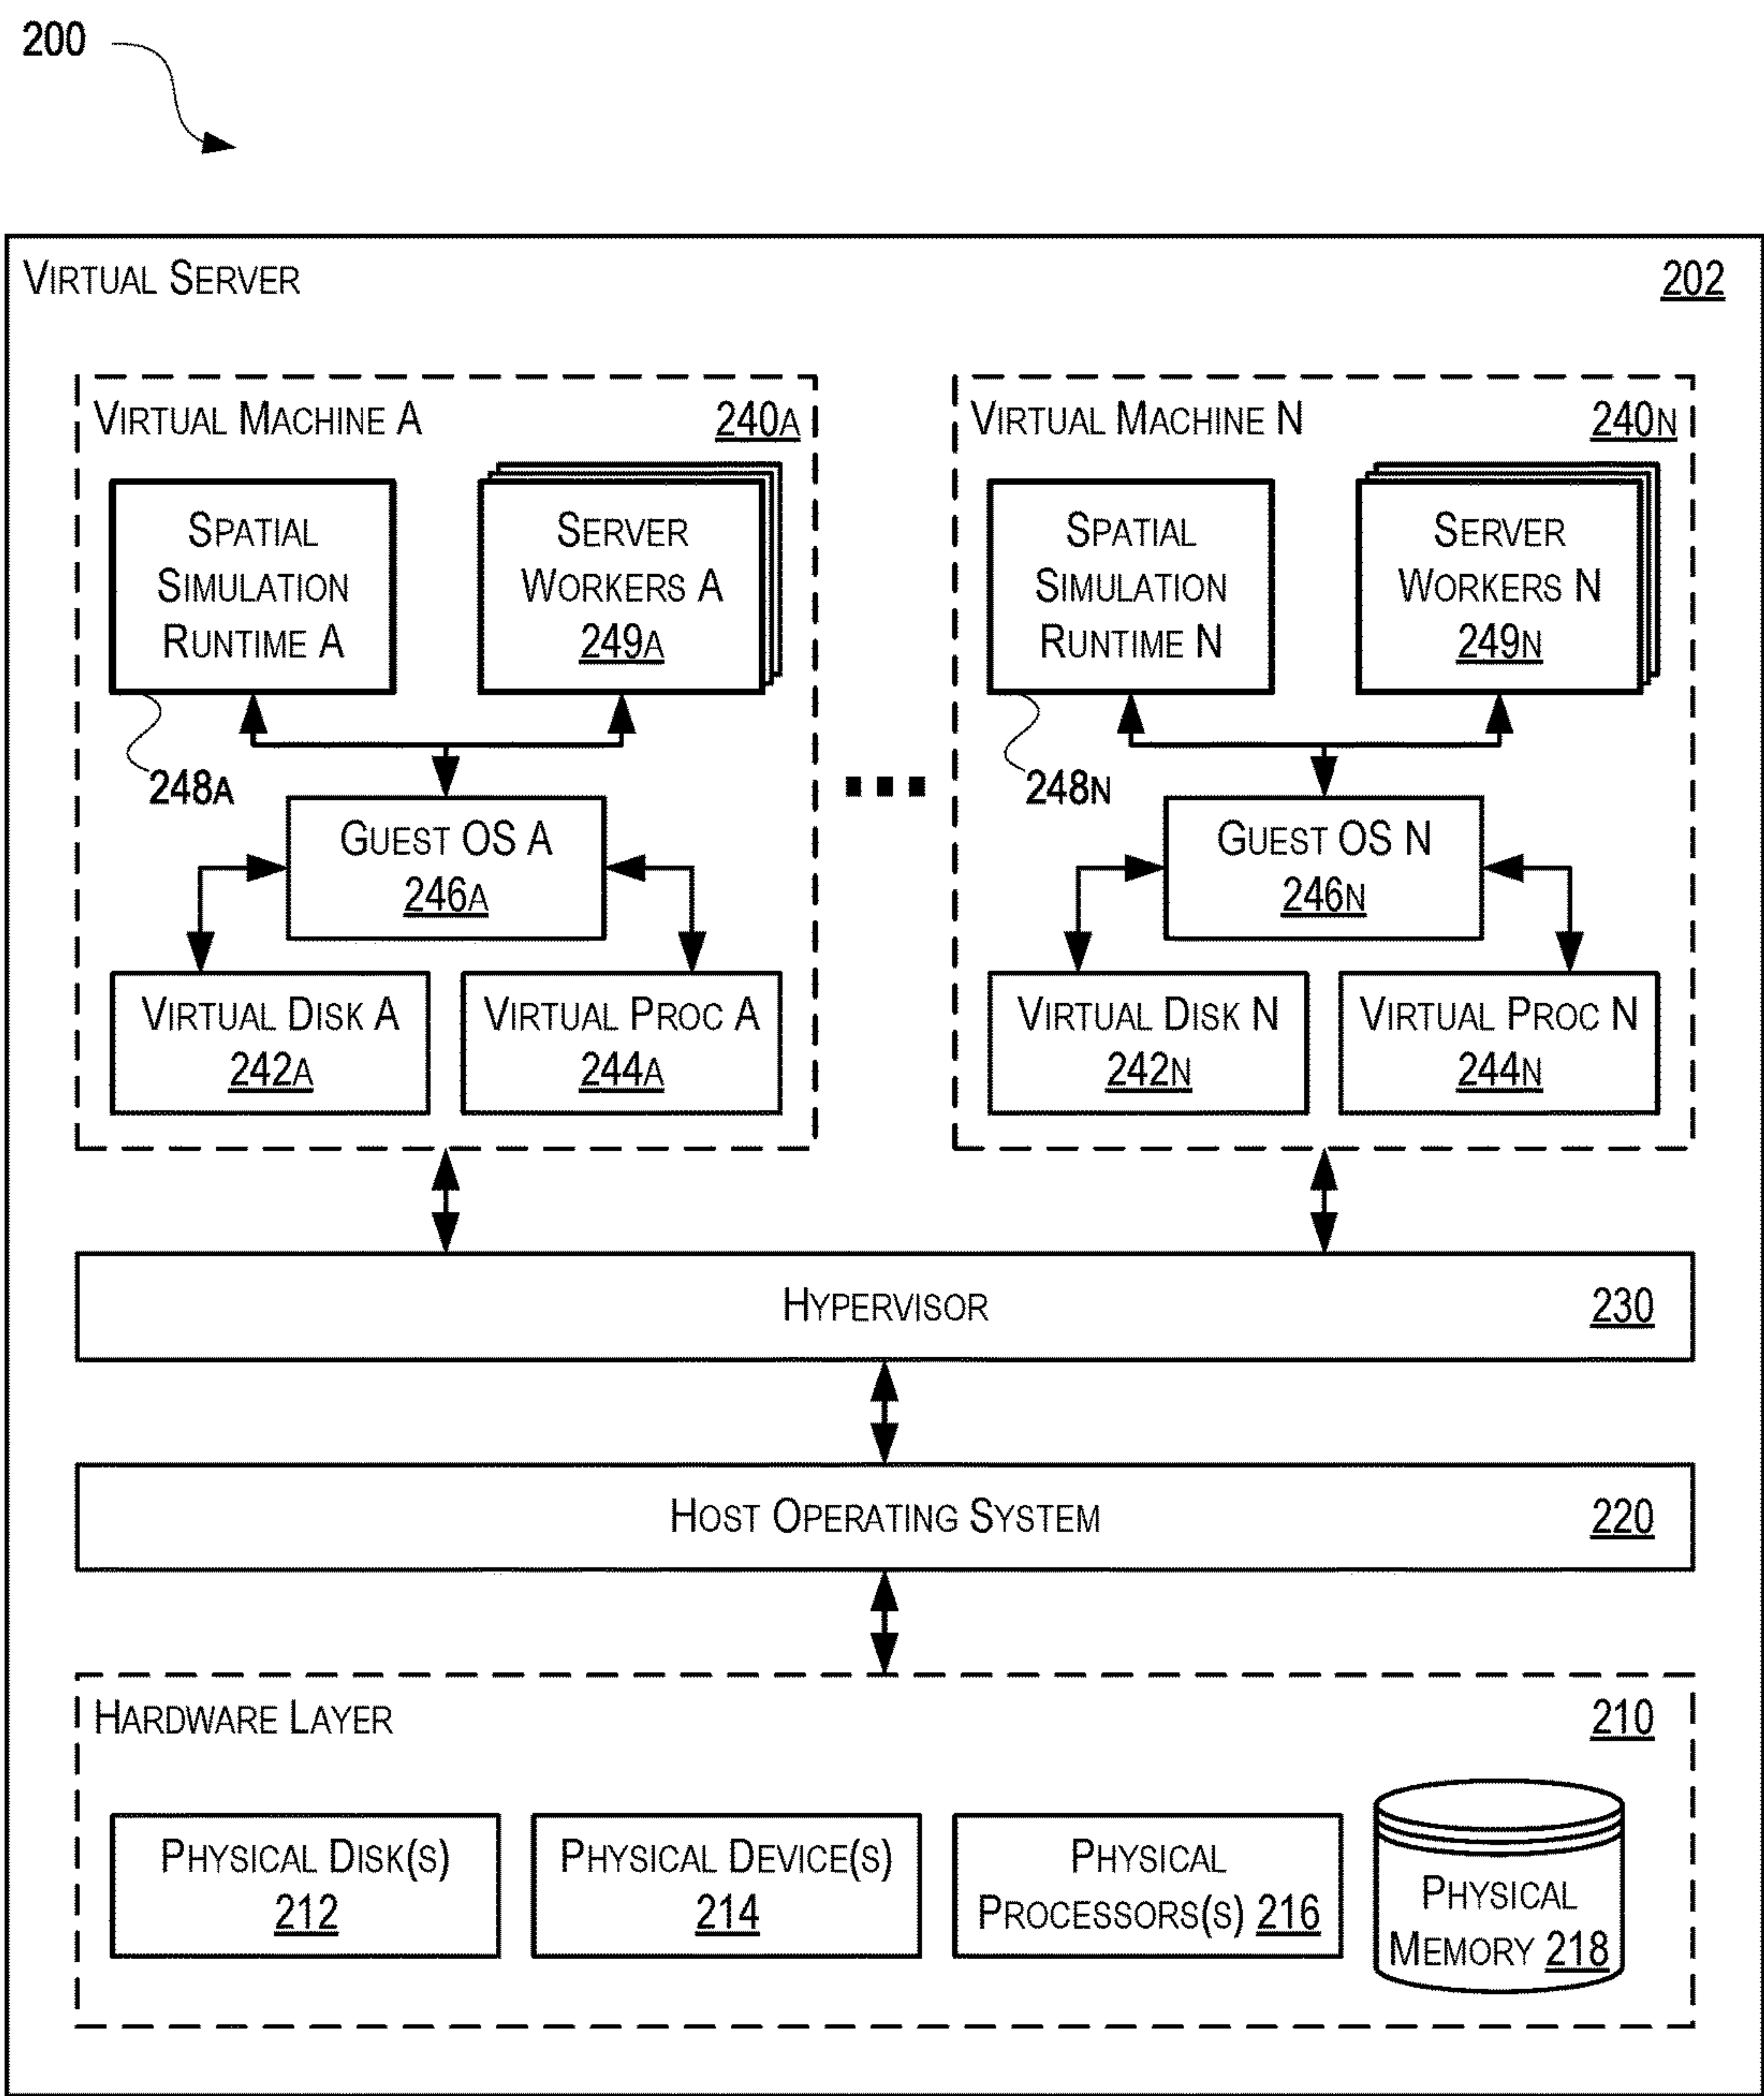 200
VIRTUAL SERVER 202
VIRTUAL MACHINE A 240A
SPATIAL
SIMULATION
RUNTIME A
248A
SERVER
WORKERS A
249A
GUEST OS A
246A
VIRTUAL DISK A
242A
VIRTUAL PROC A
244A
VIRTUAL MACHINE N 240N
SPATIAL
SIMULATION
RUNTIME N
248N
SERVER
WORKERS N
249N
GUEST OS N
246N
VIRTUAL DISK N
242N
VIRTUAL PROC N
244N
HYPERVISOR 230
HOST OPERATING SYSTEM 220
HARDWARE LAYER 210
PHYSICAL DISK(S)
212
PHYSICAL DEVICE(S)
214
PHYSICAL
PROCESSORS(S) 216
PHYSICAL
MEMORY 218